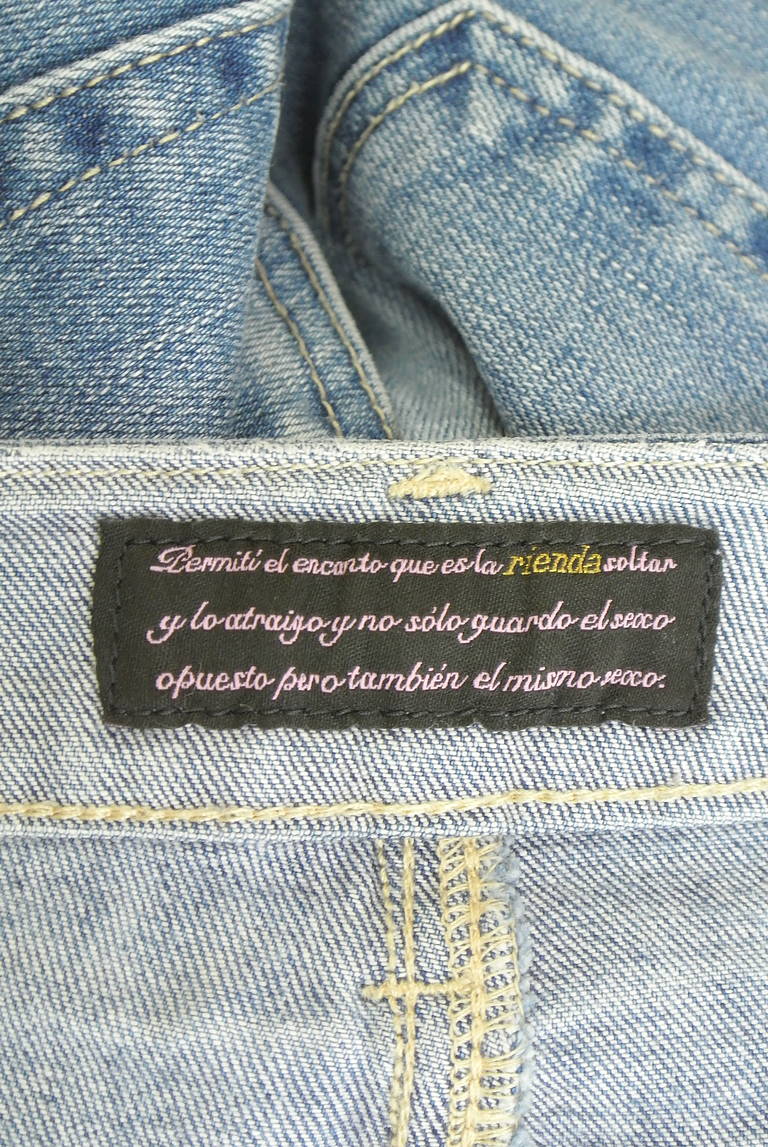 Permití el encanto que es la rienda soltar
y lo atraigo y no sólo guardo el sexo
opuesto pero también el mismo sexo.